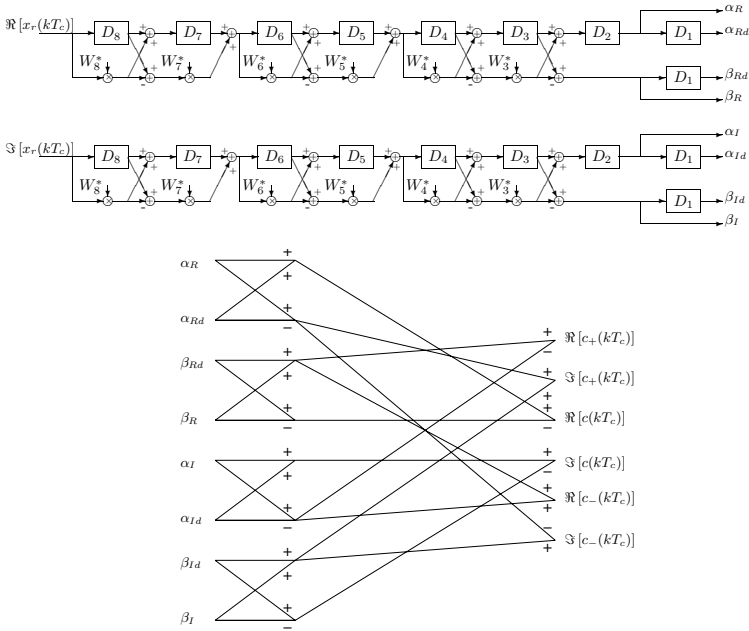 α_R
ℜ[x_r(kT_c)] D_8 + D_7 + D_6 + D_5 + D_4 + D_3 + D_2 D_1 α_Rd
W_8^* W_7^* W_6^* W_5^* W_4^* W_3^* D_1 β_Rd
β_R
α_I
ℑ[x_r(kT_c)] D_8 + D_7 + D_6 + D_5 + D_4 + D_3 + D_2 D_1 α_Id
W_8^* W_7^* W_6^* W_5^* W_4^* W_3^* D_1 β_Id
β_I
α_R + +
α_Rd + −
β_Rd + +
β_R + −
α_I + +
α_Id + −
β_Id + +
β_I + −
+ − ℜ[c_+(kT_c)]
+ + ℑ[c_+(kT_c)]
+ − ℜ[c(kT_c)]
+ − ℑ[c(kT_c)]
+ + ℜ[c_−(kT_c)]
− + ℑ[c_−(kT_c)]